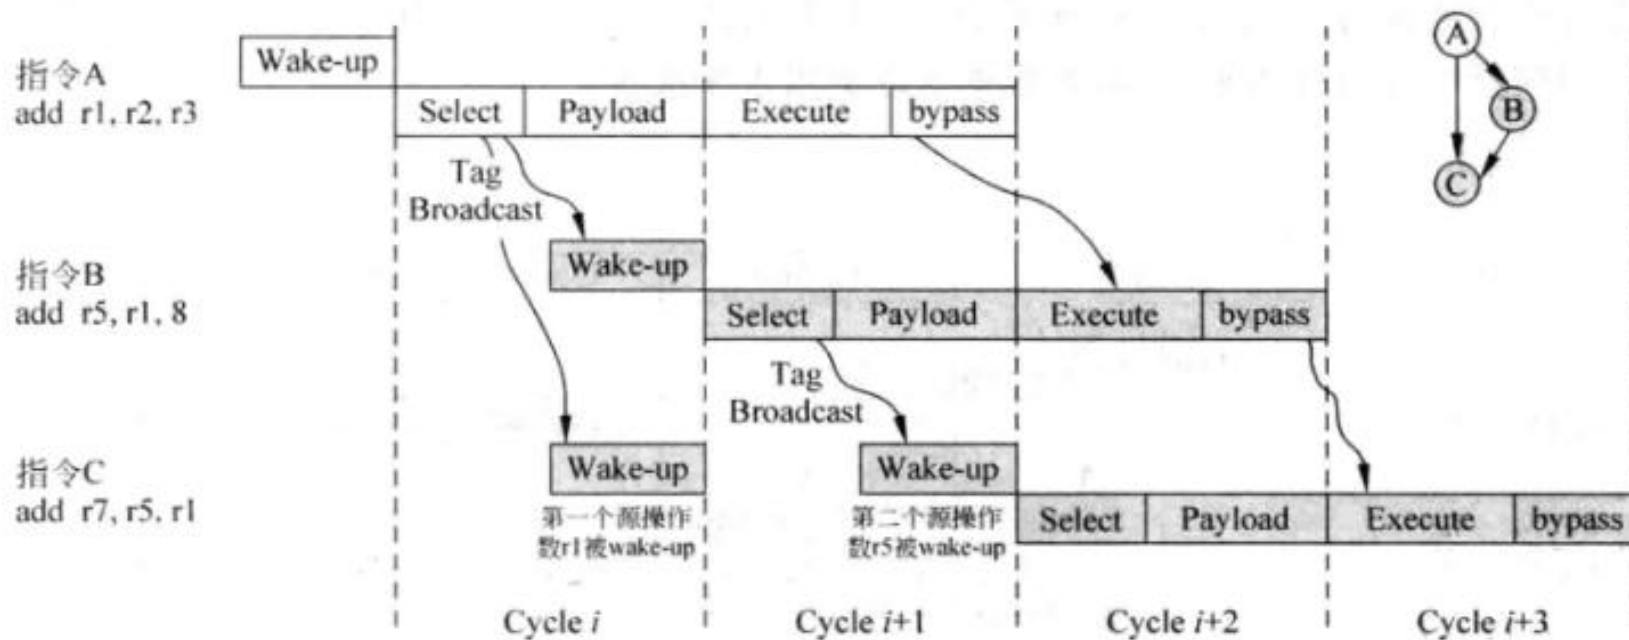 指令A
add r1, r2, r3
Wake-up
Select
Payload
Execute
bypass
Tag
Broadcast
A
B
C
指令B
add r5, r1, 8
Wake-up
Select
Payload
Execute
bypass
Tag
Broadcast
指令C
add r7, r5, r1
Wake-up
第一个源操作
数r1被wake-up
Wake-up
第二个源操作
数r5被wake-up
Select
Payload
Execute
bypass
Cycle i
Cycle i+1
Cycle i+2
Cycle i+3